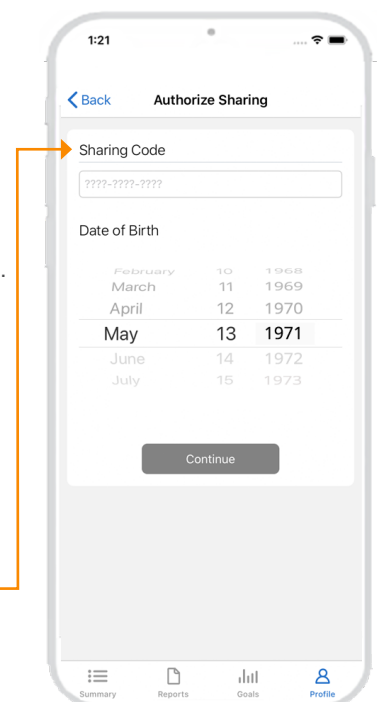 1:21
Back Authorize Sharing
Sharing Code
????-????-????
Date of Birth
February 10 1968
March 11 1969
April 12 1970
May 13 1971
June 14 1972
July 15 1973
Continue
Summary Reports Goals Profile
.